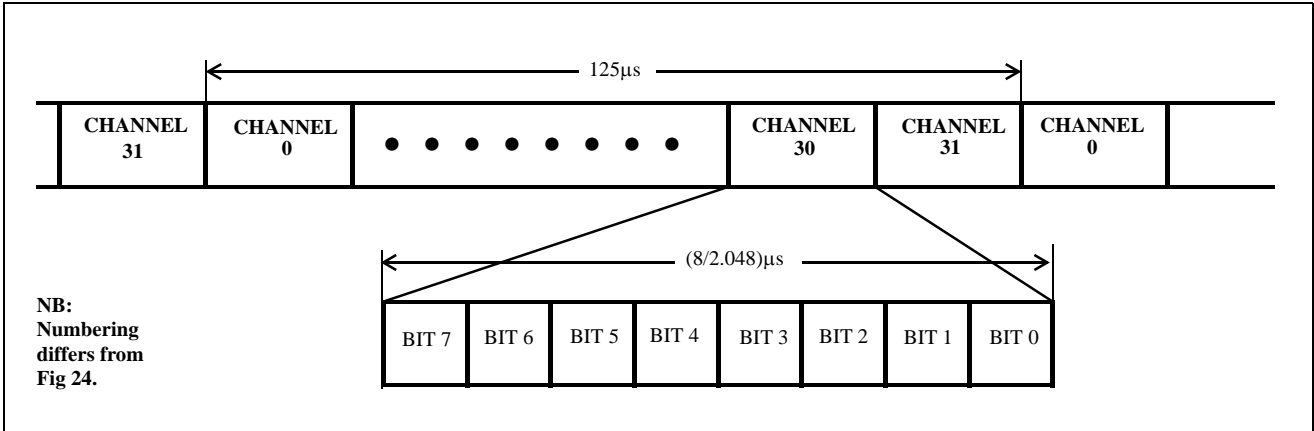 125µs
CHANNEL
31
CHANNEL
0
CHANNEL
30
CHANNEL
31
CHANNEL
0
(8/2.048)µs
NB:
Numbering
differs from
Fig 24.
BIT 7 BIT 6 BIT 5 BIT 4 BIT 3 BIT 2 BIT 1 BIT 0